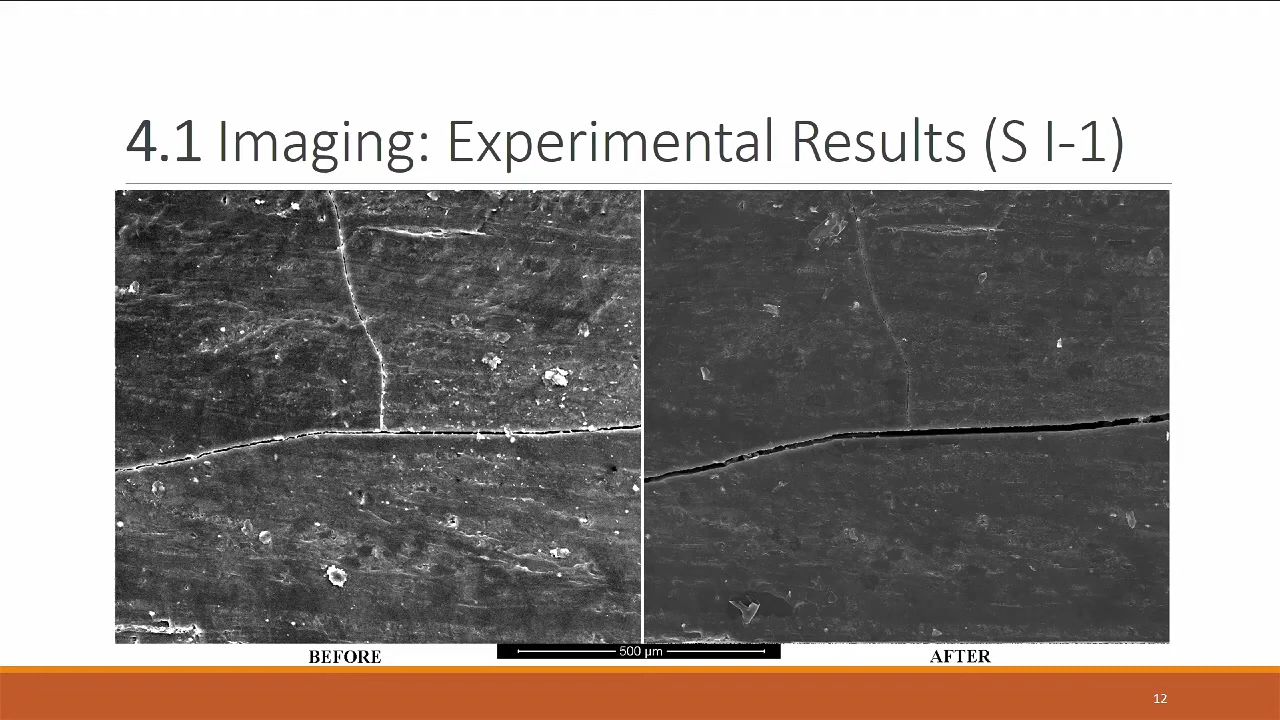 4.1 Imaging: Experimental Results (S I-1)
BEFORE
500 µm
AFTER
12